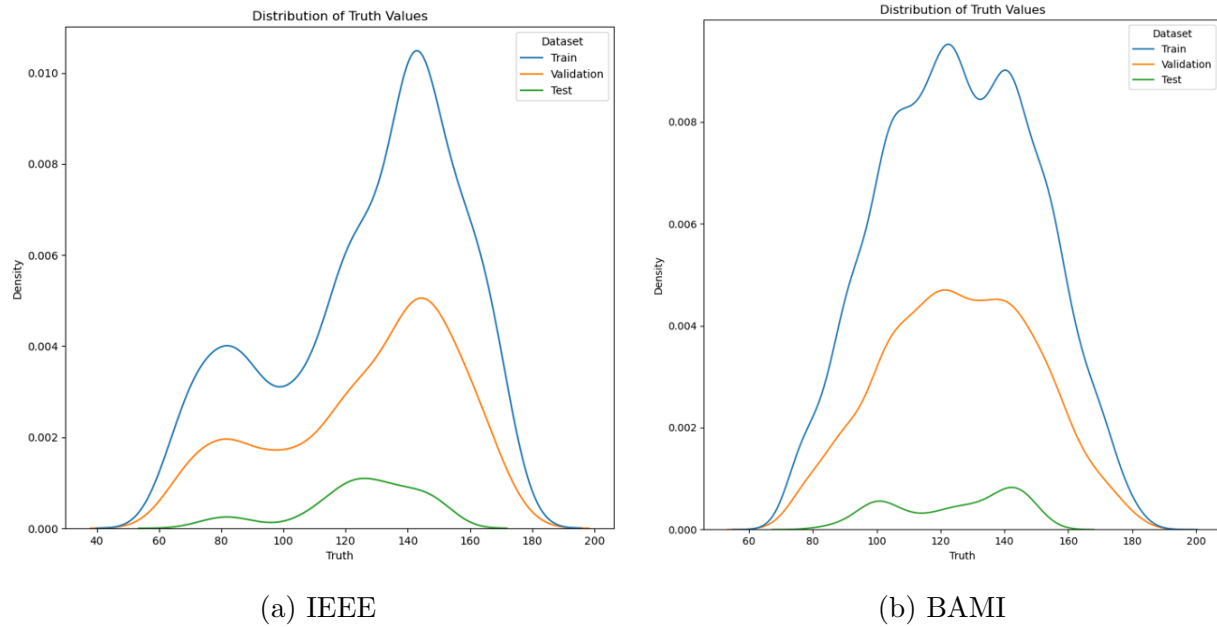 Distribution of Truth Values
Dataset
Train
Validation
Test
0.010
0.008
0.006
0.004
0.002
0.000
Density
40 60 80 100 120 140 160 180 200
Truth
(a) IEEE
Distribution of Truth Values
Dataset
Train
Validation
Test
0.008
0.006
0.004
0.002
0.000
Density
60 80 100 120 140 160 180 200
Truth
(b) BAMI